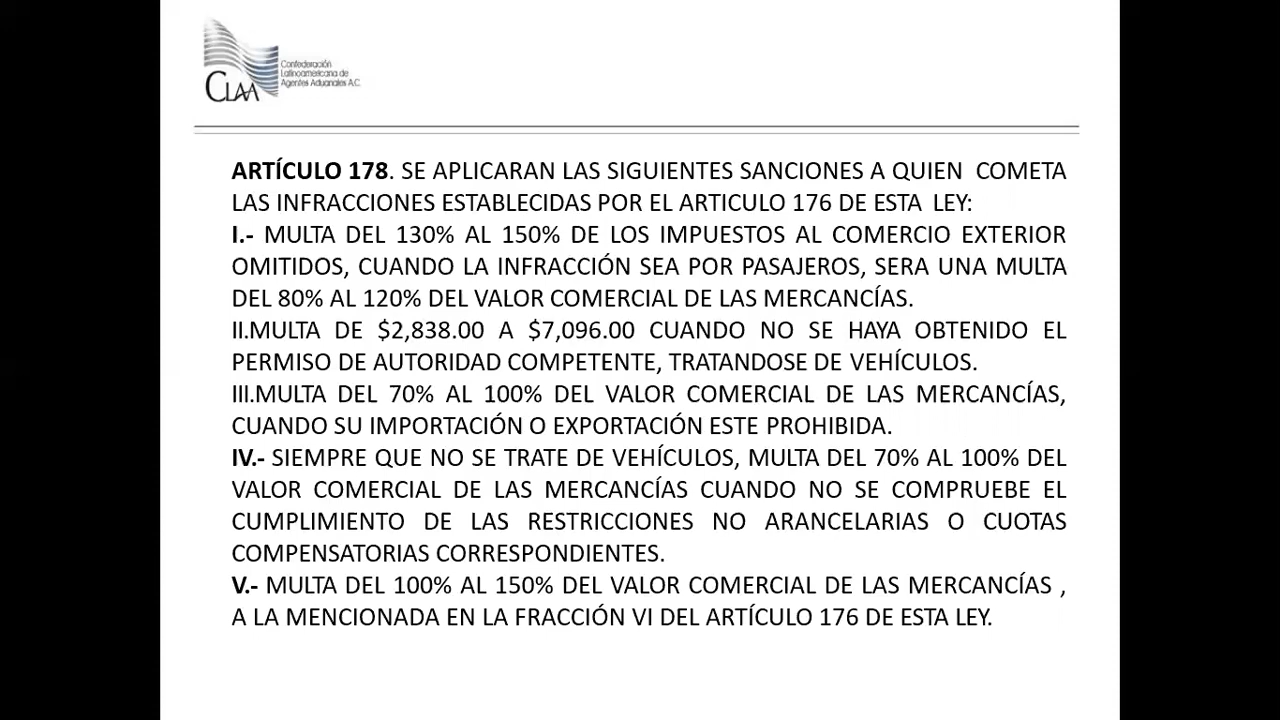 CLAA
Confederación
Latinoamericana de
Agentes Aduanales A.C.
ARTÍCULO 178. SE APLICARAN LAS SIGUIENTES SANCIONES A QUIEN COMETA
LAS INFRACCIONES ESTABLECIDAS POR EL ARTICULO 176 DE ESTA LEY:
I.- MULTA DEL 130% AL 150% DE LOS IMPUESTOS AL COMERCIO EXTERIOR
OMITIDOS, CUANDO LA INFRACCIÓN SEA POR PASAJEROS, SERA UNA MULTA
DEL 80% AL 120% DEL VALOR COMERCIAL DE LAS MERCANCÍAS.
II.MULTA DE $2,838.00 A $7,096.00 CUANDO NO SE HAYA OBTENIDO EL
PERMISO DE AUTORIDAD COMPETENTE, TRATANDOSE DE VEHÍCULOS.
III.MULTA DEL 70% AL 100% DEL VALOR COMERCIAL DE LAS MERCANCÍAS,
CUANDO SU IMPORTACIÓN O EXPORTACIÓN ESTE PROHIBIDA.
IV.- SIEMPRE QUE NO SE TRATE DE VEHÍCULOS, MULTA DEL 70% AL 100% DEL
VALOR COMERCIAL DE LAS MERCANCÍAS CUANDO NO SE COMPRUEBE EL
CUMPLIMIENTO DE LAS RESTRICCIONES NO ARANCELARIAS O CUOTAS
COMPENSATORIAS CORRESPONDIENTES.
V.- MULTA DEL 100% AL 150% DEL VALOR COMERCIAL DE LAS MERCANCÍAS ,
A LA MENCIONADA EN LA FRACCIÓN VI DEL ARTÍCULO 176 DE ESTA LEY.